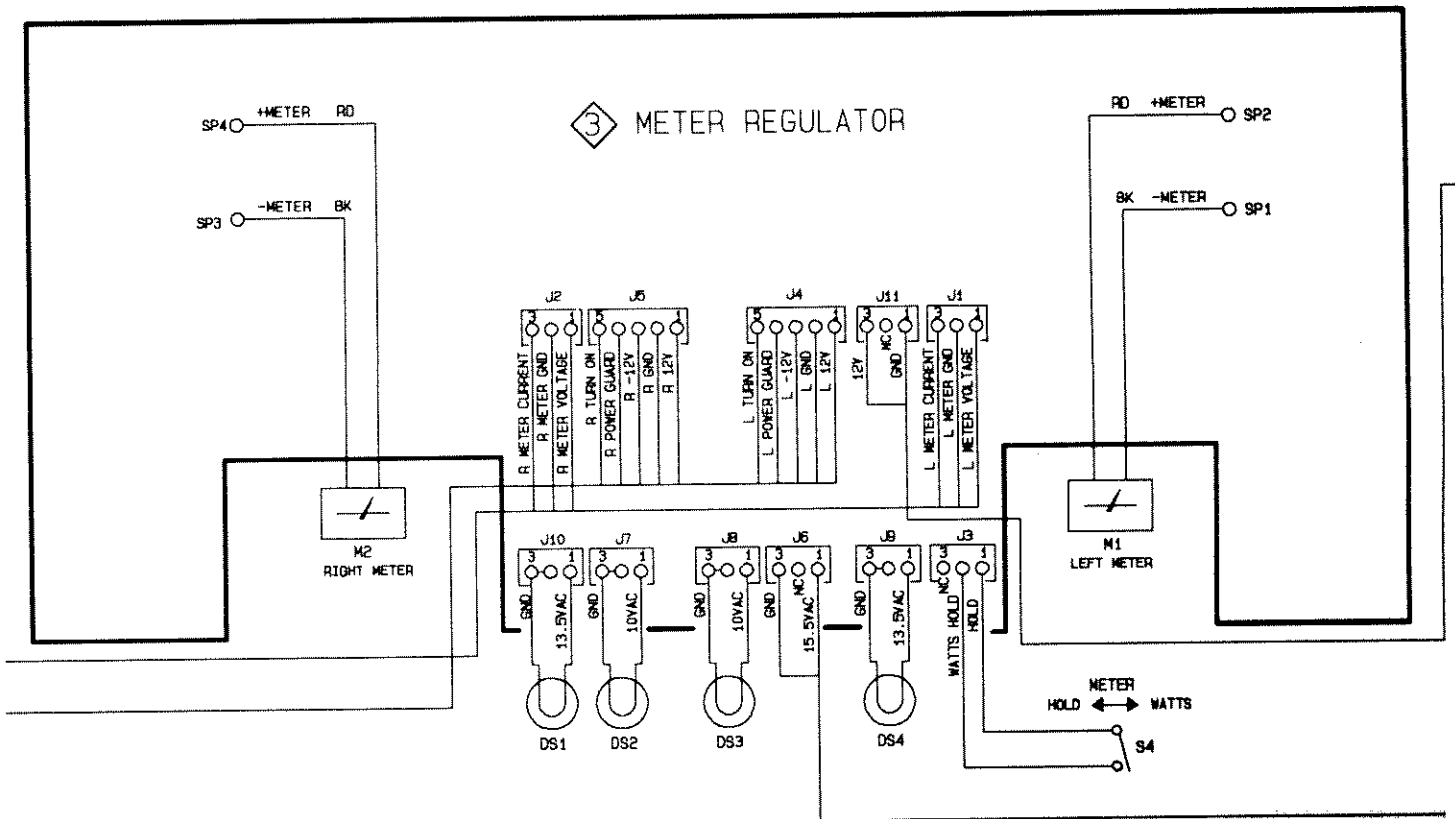 3 METER REGULATOR
SP4 +METER RD
RD +METER SP2
SP3 -METER BK
BK -METER SP1
J2 J5 J4 J11 J1
3 1
5 1
5 1
3 1
3 1
R METER CURRENT
R METER GND
R METER VOLTAGE
R TURN ON
R POWER GUARD
R -12V
R GND
R 12V
L TURN ON
L POWER GUARD
L -12V
L GND
L 12V
12V
NC
GND
L METER CURRENT
L METER GND
L METER VOLTAGE
M2
RIGHT METER
M1
LEFT METER
J10 J7 J8 J6 J9 J3
3 1
3 1
3 1
3 1
3 1
3 1
GND
13.5VAC
GND
10VAC
GND
10VAC
GND
NC
15.5VAC
GND
13.5VAC
NC
WATTS HOLD
HOLD
DS1 DS2 DS3 DS4
METER
HOLD WATTS
S4